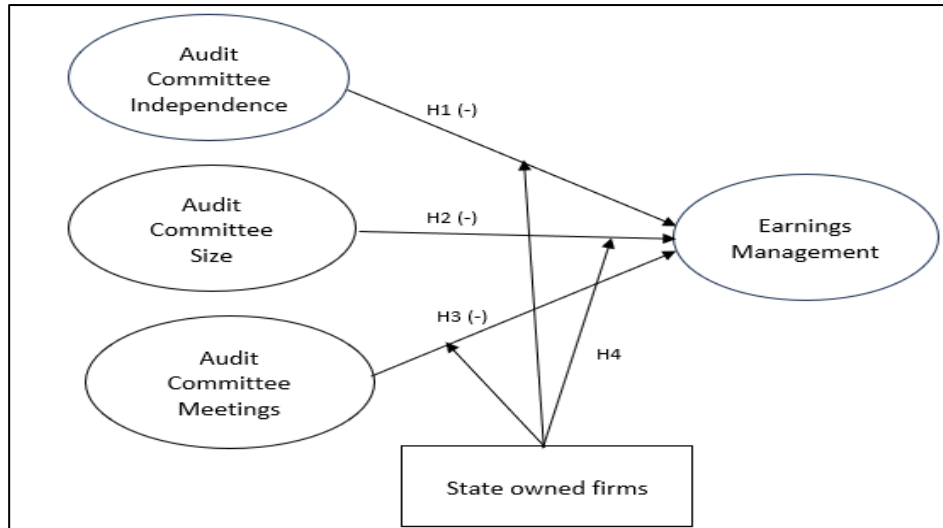 Audit
Committee
Independence
H1 (-)
Audit
Committee
Size
H2 (-)
Earnings
Management
H3 (-)
Audit
Committee
Meetings
H4
State owned firms